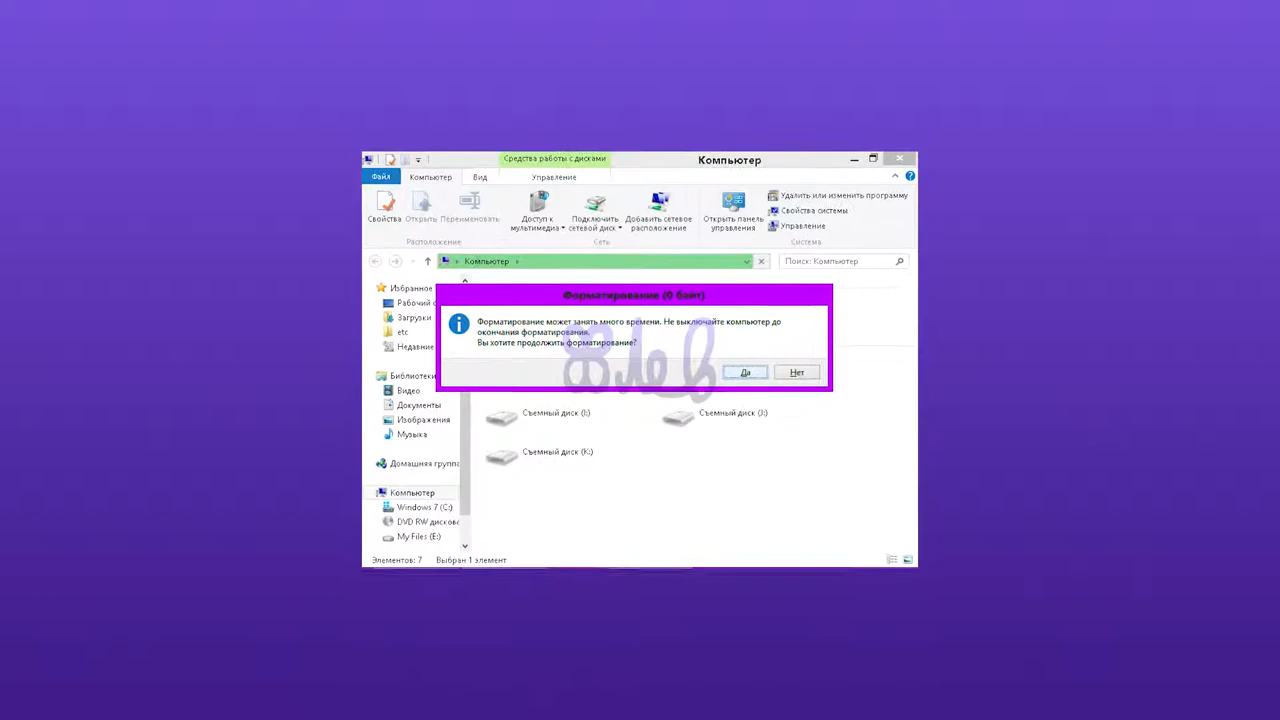 Средства работы с дисками
Компьютер
Файл
Компьютер
Вид
Управление
Свойства
Открыть
Переименовать
Доступ к мультимедиа
Подключить сетевой диск
Добавить сетевое расположение
Открыть панель управления
Удалить или изменить программу
Свойства системы
Управление
Расположение
Сеть
Система
Компьютер
Поиск: Компьютер
Избранное
Рабочий с
Загрузки
etc
Недавние
Библиотеки
Видео
Документы
Изображения
Музыка
Домашняя группа
Компьютер
Windows 7 (C:)
DVD RW дисково
My Files (E:)
Форматирование (0 байт)
Форматирование может занять много времени. Не выключайте компьютер до
окончания форматирования.
Вы хотите продолжить форматирование?
Да
Нет
Съемный диск (I:)
Съемный диск (J:)
Съемный диск (K:)
Элементов: 7
Выбран 1 элемент